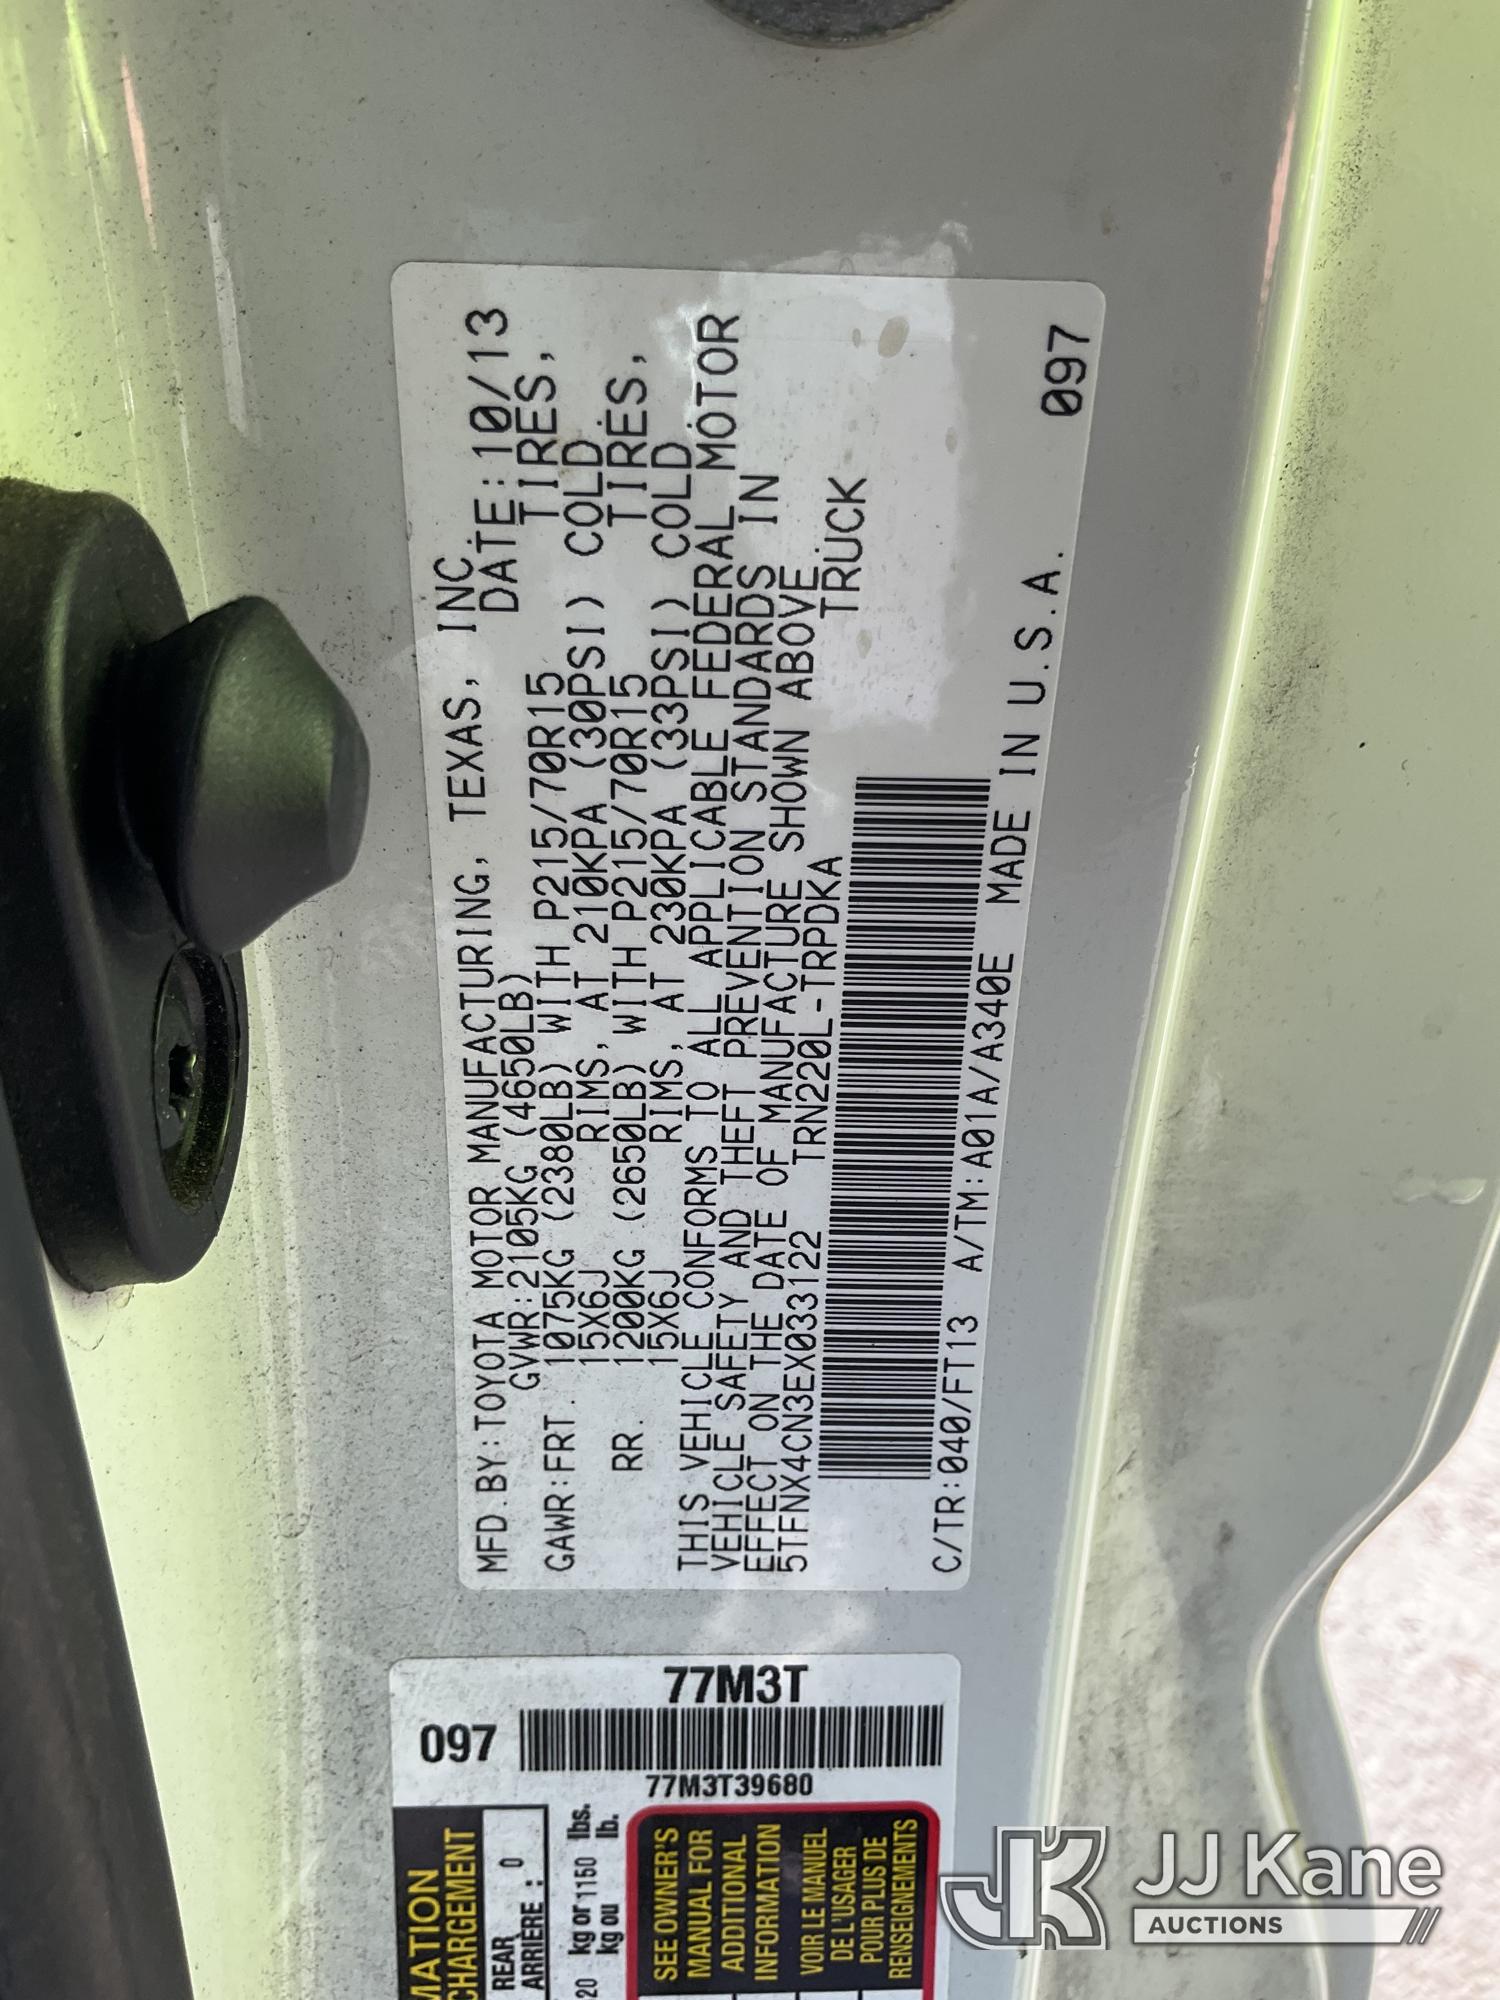 MFD.BY:TOYOTA MOTOR MANUFACTURING, TEXAS, INC
GVWR:2105KG (4650LB) DATE:10/13
GAWR:FRT. 1075KG (2380LB) WITH P215/70R15 TIRES,
15X6J RIMS, AT 210KPA (30PSI) COLD
RR. 1200KG (2650LB) WITH P215/70R15 TIRES,
15X6J RIMS, AT 230KPA (33PSI) COLD
THIS VEHICLE CONFORMS TO ALL APPLICABLE FEDERAL MOTOR
VEHICLE SAFETY AND THEFT PREVENTION STANDARDS IN
EFFECT ON THE DATE OF MANUFACTURE SHOWN ABOVE.
5TFNX4CN3EX033122 TRN220L-TRPDKA TRUCK
C/TR:040/FT13 A/TM:A01A/A340E MADE IN U.S.A. 097
77M3T
097
77M3T39680
CHARGEMENT
REAR
ARRIÈRE : 0
kg or 1150 lbs.
kg ou lb.
SEE OWNER'S
MANUAL FOR
ADDITIONAL
INFORMATION
VOIR LE MANUEL
DE L'USAGER
POUR PLUS DE
RENSEIGNEMENTS
JJ Kane
AUCTIONS